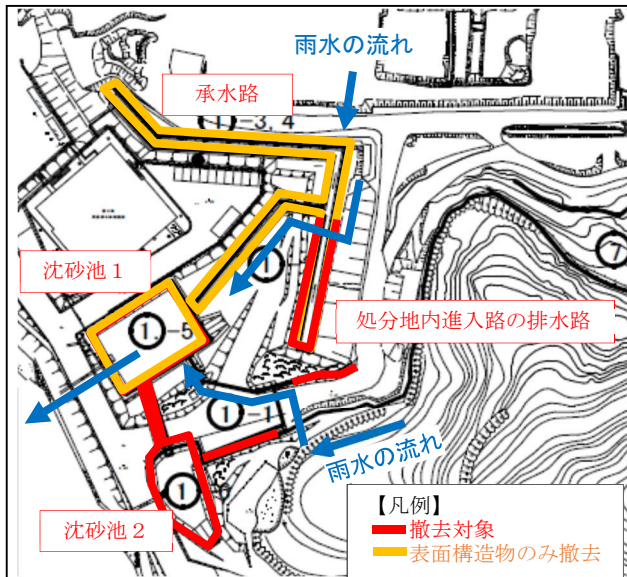 雨水の流れ
承水路
①-3,4
沈砂池1
①
⑦
①-5
処分地内進入路の排水路
①-1
雨水の流れ
①
沈砂池2
【凡例】
撤去対象
表面構造物のみ撤去